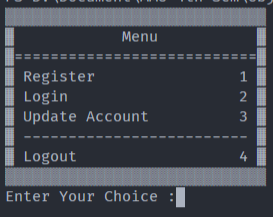 Menu
==========================
Register 1
Login 2
Update Account 3
-------------------------
Logout 4
Enter Your Choice :